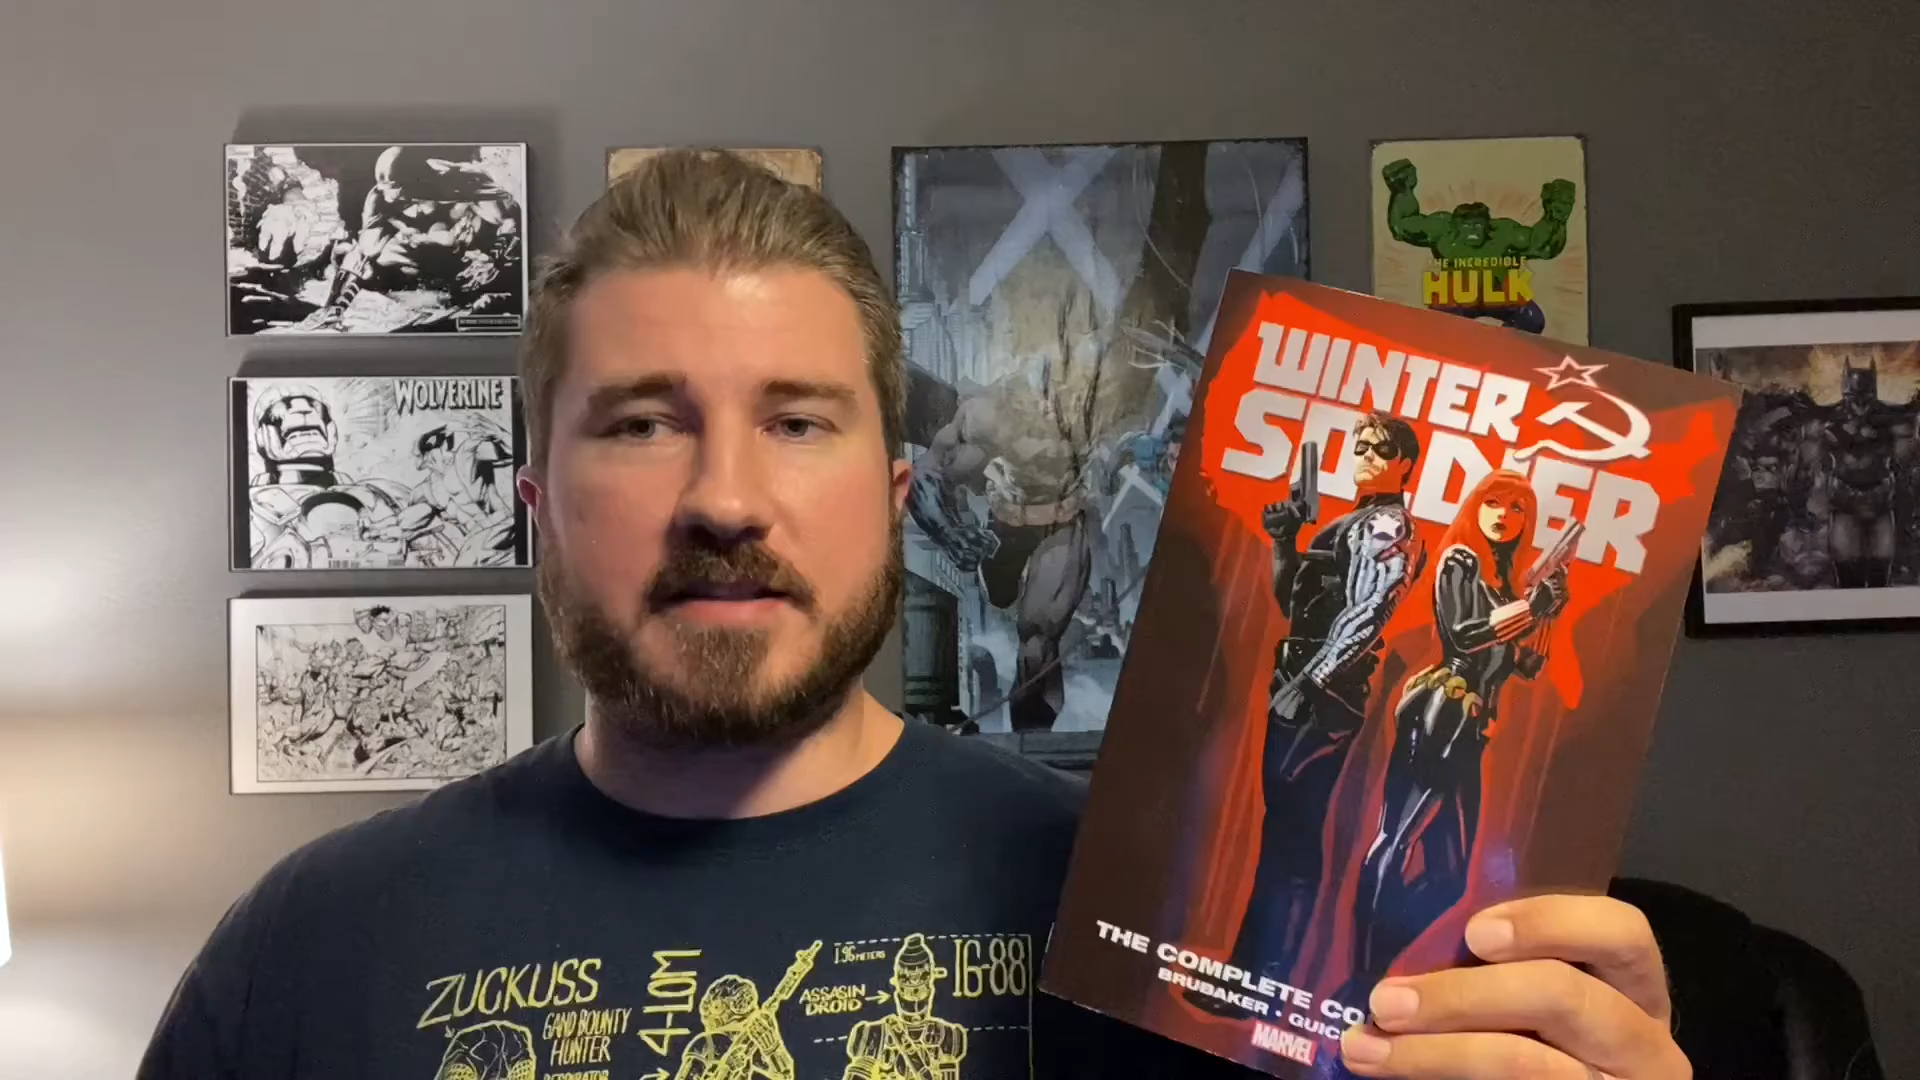 WOLVERINE
THE INCREDIBLE
HULK
WINTER
SOLDIER
THE COMPLETE CO
BRUBAKER • GUIC
MARVEL
ZUCKUSS
GAND BOUNTY
HUNTER
4-LOM
1.96 METERS
ASSASIN
DROID
IG-88